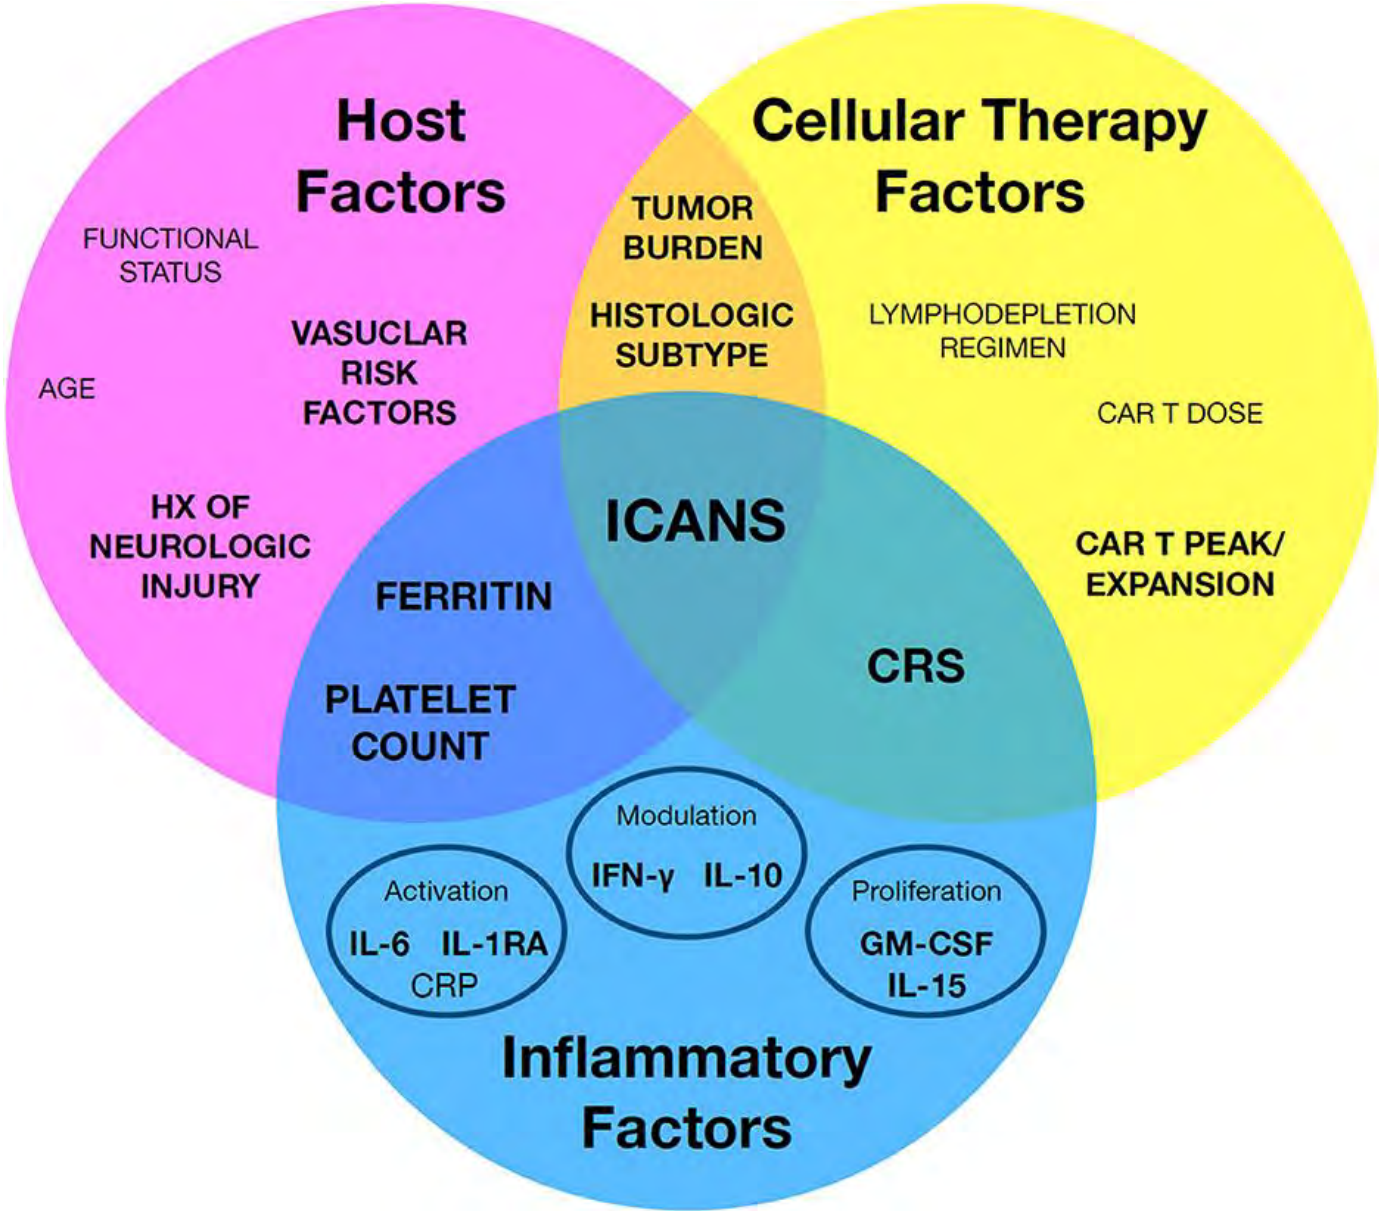 Host
Factors
FUNCTIONAL
STATUS
VASUCLAR
RISK
FACTORS
AGE
HX OF
NEUROLOGIC
INJURY
Cellular Therapy
Factors
TUMOR
BURDEN
HISTOLOGIC
SUBTYPE
LYMPHODEPLETION
REGIMEN
CAR T DOSE
CAR T PEAK/
EXPANSION
ICANS
FERRITIN
PLATELET
COUNT
CRS
Modulation
IFN-γ IL-10
Activation
IL-6 IL-1RA
CRP
Proliferation
GM-CSF
IL-15
Inflammatory
Factors